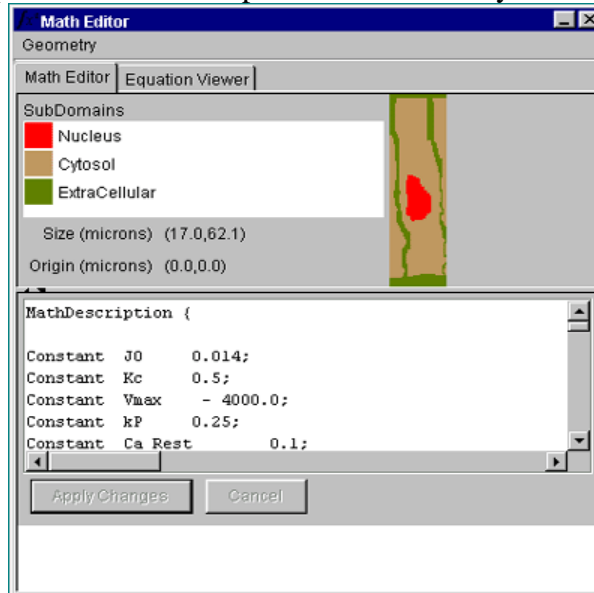 Math Editor
Geometry
Math Editor Equation Viewer
SubDomains
Nucleus
Cytosol
ExtraCellular
Size (microns) (17.0,62.1)
Origin (microns) (0.0,0.0)
MathDescription {
Constant J0 0.014;
Constant Kc 0.5;
Constant Vmax - 4000.0;
Constant kP 0.25;
Constant Ca Rest 0.1;
Apply Changes Cancel